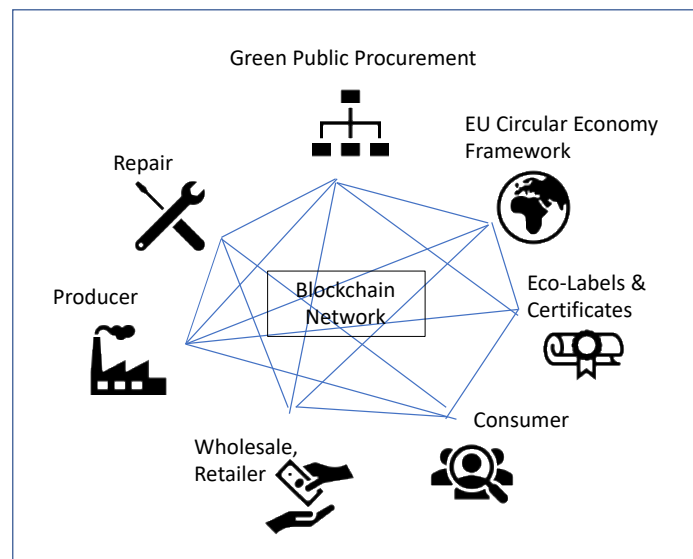 Green Public Procurement
EU Circular Economy
Framework
Repair
Blockchain
Network
Producer
Eco-Labels &
Certificates
Consumer
Wholesale,
Retailer